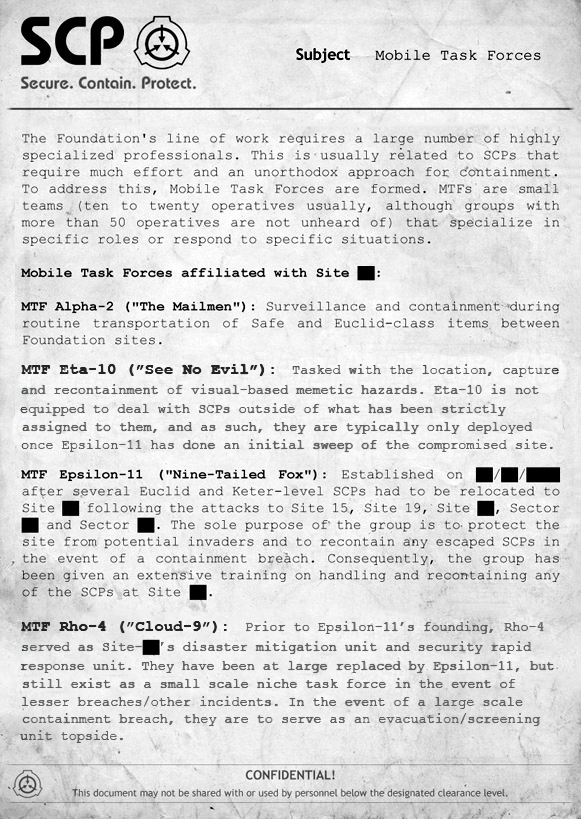 SCP
Secure. Contain. Protect.
Subject Mobile Task Forces
The Foundation's line of work requires a large number of highly
specialized professionals. This is usually related to SCPs that
require much effort and an unorthodox approach for containment.
To address this, Mobile Task Forces are formed. MTFs are small
teams (ten to twenty operatives usually, although groups with
more than 50 operatives are not unheard of) that specialize in
specific roles or respond to specific situations.
Mobile Task Forces affiliated with Site ██:
MTF Alpha-2 ("The Mailmen"): Surveillance and containment during
routine transportation of Safe and Euclid-class items between
Foundation sites.
MTF Eta-10 (”See No Evil”): Tasked with the location, capture
and recontainment of visual-based memetic hazards. Eta-10 is not
equipped to deal with SCPs outside of what has been strictly
assigned to them, and as such, they are typically only deployed
once Epsilon-11 has done an initial sweep of the compromised site.
MTF Epsilon-11 ("Nine-Tailed Fox"): Established on ██/██/████
after several Euclid and Keter-level SCPs had to be relocated to
Site ██ following the attacks to Site 15, Site 19, Site ██, Sector
██ and Sector ██. The sole purpose of the group is to protect the
site from potential invaders and to recontain any escaped SCPs in
the event of a containment breach. Consequently, the group has
been given an extensive training on handling and recontaining any
of the SCPs at Site ██.
MTF Rho-4 (”Cloud-9”): Prior to Epsilon-11’s founding, Rho-4
served as Site-██’s disaster mitigation unit and security rapid
response unit. They have been at large replaced by Epsilon-11, but
still exist as a small scale niche task force in the event of
lesser breaches/other incidents. In the event of a large scale
containment breach, they are to serve as an evacuation/screening
unit topside.
CONFIDENTIAL!
This document may not be shared with or used by personnel below the designated clearance level.